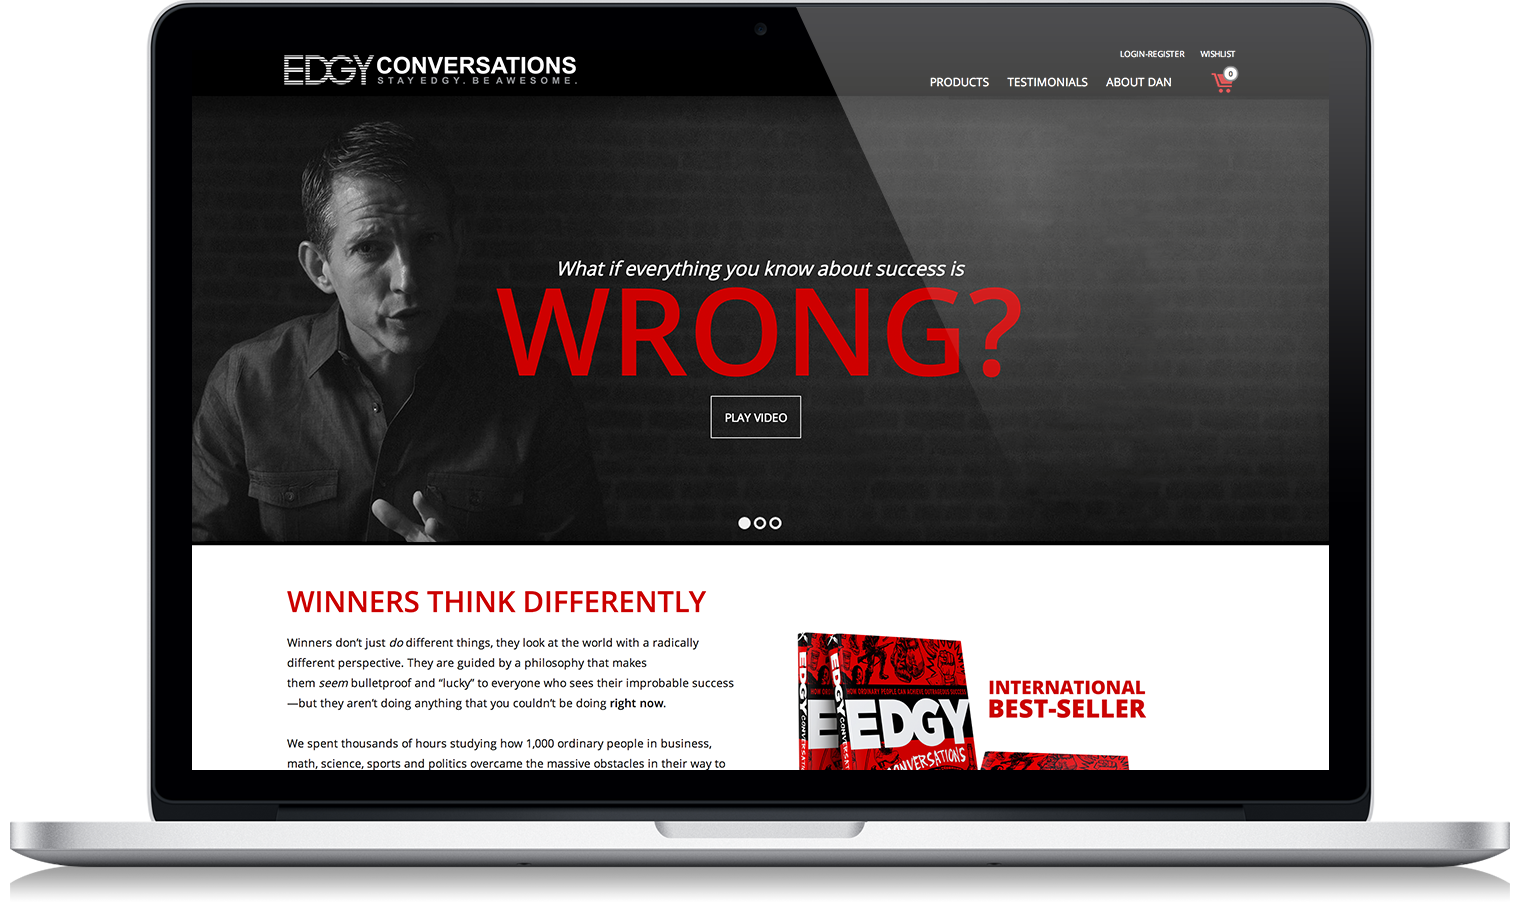 EDGY CONVERSATIONS
STAY EDGY. BE AWESOME.
LOGIN-REGISTER WISHLIST
PRODUCTS TESTIMONIALS ABOUT DAN
0
What if everything you know about success is
WRONG?
PLAY VIDEO
WINNERS THINK DIFFERENTLY
Winners don’t just do different things, they look at the world with a radically
different perspective. They are guided by a philosophy that makes
them seem bulletproof and “lucky” to everyone who sees their improbable success
—but they aren’t doing anything that you couldn’t be doing right now.
We spent thousands of hours studying how 1,000 ordinary people in business,
math, science, sports and politics overcame the massive obstacles in their way to
HOW ORDINARY PEOPLE CAN ACHIEVE OUTRAGEOUS SUCCESS
EDGY
CONVERSATIONS
INTERNATIONAL
BEST-SELLER